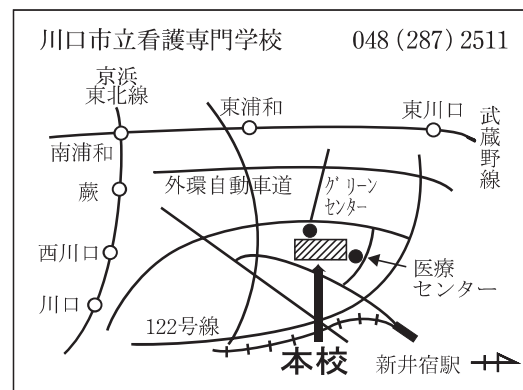 川口市立看護専門学校 048（287）2511
京浜
東北線
東浦和
東川口
武蔵野線
南浦和
外環自動車道
グリーン
センター
蕨
西川口
医療
センター
川口
122号線
本校
新井宿駅